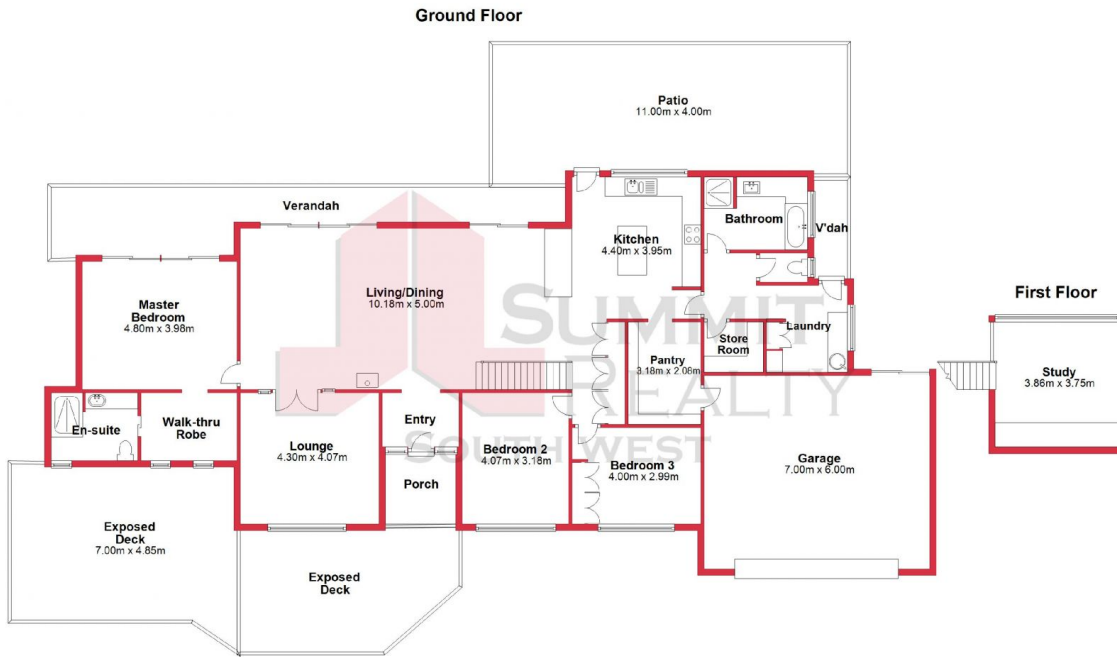 Ground Floor
Patio
11.00m x 4.00m
Verandah
Bathroom
V'dah
Kitchen
4.40m x 3.95m
Living/Dining
10.18m x 5.00m
Master
Bedroom
4.80m x 3.98m
First Floor
SUMMIT
REALTY
SOUTH WEST
Laundry
Store
Room
Pantry
3.18m x 2.08m
Study
3.86m x 3.75m
En-suite
Walk-thru
Robe
Entry
Lounge
4.30m x 4.07m
Bedroom 2
4.07m x 3.18m
Bedroom 3
4.00m x 2.99m
Garage
7.00m x 6.00m
Porch
Exposed
Deck
7.00m x 4.85m
Exposed
Deck